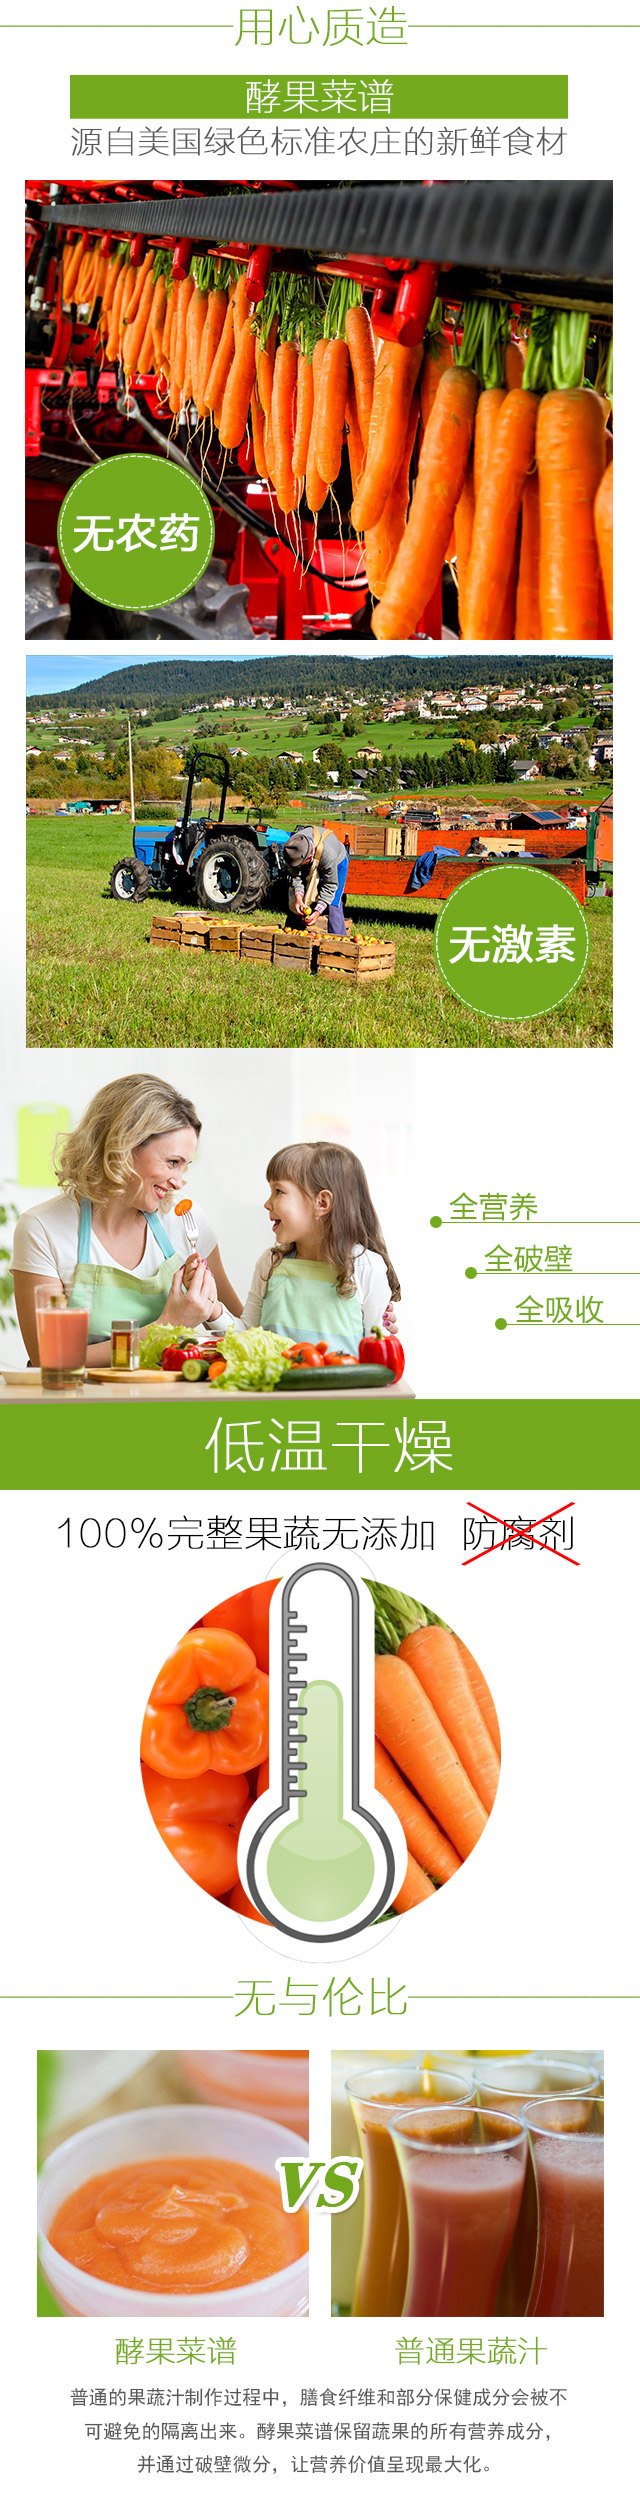 用心质造
酵果菜谱
源自美国绿色标准农庄的新鲜食材
无农药
无激素
全营养
全破壁
全吸收
低温干燥
100%完整果蔬无添加 防腐剂
无与伦比
VS
酵果菜谱
普通果蔬汁
普通的果蔬汁制作过程中，膳食纤维和部分保健成分会被不
可避免的隔离出来。酵果菜谱保留蔬果的所有营养成分，
并通过破壁微分，让营养价值呈现最大化。